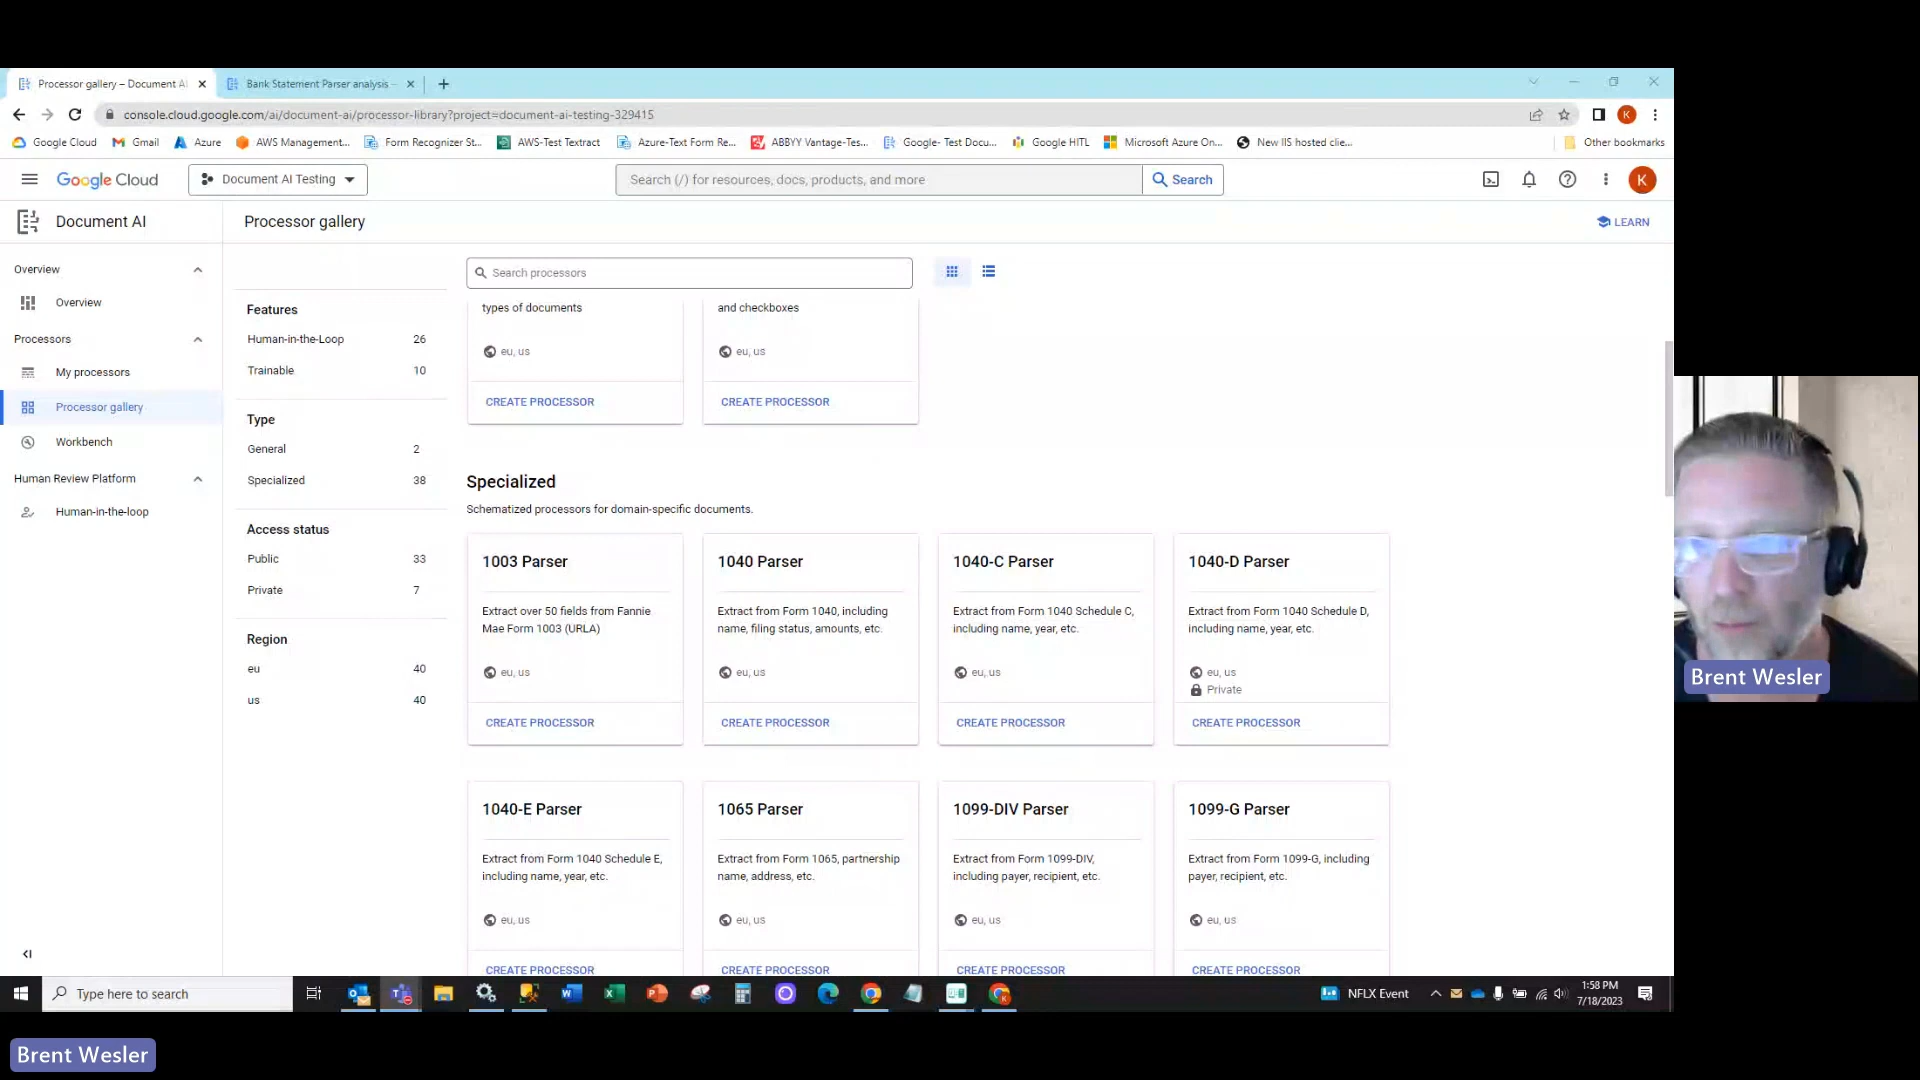 Processor gallery – Document AI
Bank Statement Parser analysis –
console.cloud.google.com/ai/document-ai/processor-library?project=document-ai-testing-329415
K
Google Cloud
Gmail
Azure
AWS Management...
Form Recognizer St...
AWS-Test Textract
Azure-Text Form Re...
ABBYY Vantage-Tes...
Google- Test Docu...
Google HITL
Microsoft Azure On...
New IIS hosted clie...
Other bookmarks
Google Cloud
Document AI Testing
Search (/) for resources, docs, products, and more
Search
K
Document AI
Processor gallery
LEARN
Overview
Overview
Processors
My processors
Processor gallery
Workbench
Human Review Platform
Human-in-the-loop
Features
Human-in-the-Loop 26
Trainable 10
Type
General 2
Specialized 38
Access status
Public 33
Private 7
Region
eu 40
us 40
Search processors
types of documents
eu, us
CREATE PROCESSOR
and checkboxes
eu, us
CREATE PROCESSOR
Specialized
Schematized processors for domain-specific documents.
1003 Parser
Extract over 50 fields from Fannie
Mae Form 1003 (URLA)
eu, us
CREATE PROCESSOR
1040 Parser
Extract from Form 1040, including
name, filing status, amounts, etc.
eu, us
CREATE PROCESSOR
1040-C Parser
Extract from Form 1040 Schedule C,
including name, year, etc.
eu, us
CREATE PROCESSOR
1040-D Parser
Extract from Form 1040 Schedule D,
including name, year, etc.
eu, us
Private
CREATE PROCESSOR
1040-E Parser
Extract from Form 1040 Schedule E,
including name, year, etc.
eu, us
CREATE PROCESSOR
1065 Parser
Extract from Form 1065, partnership
name, address, etc.
eu, us
CREATE PROCESSOR
1099-DIV Parser
Extract from Form 1099-DIV,
including payer, recipient, etc.
eu, us
CREATE PROCESSOR
1099-G Parser
Extract from Form 1099-G, including
payer, recipient, etc.
eu, us
CREATE PROCESSOR
Brent Wesler
Type here to search
NFLX Event
1:58 PM
7/18/2023
Brent Wesler